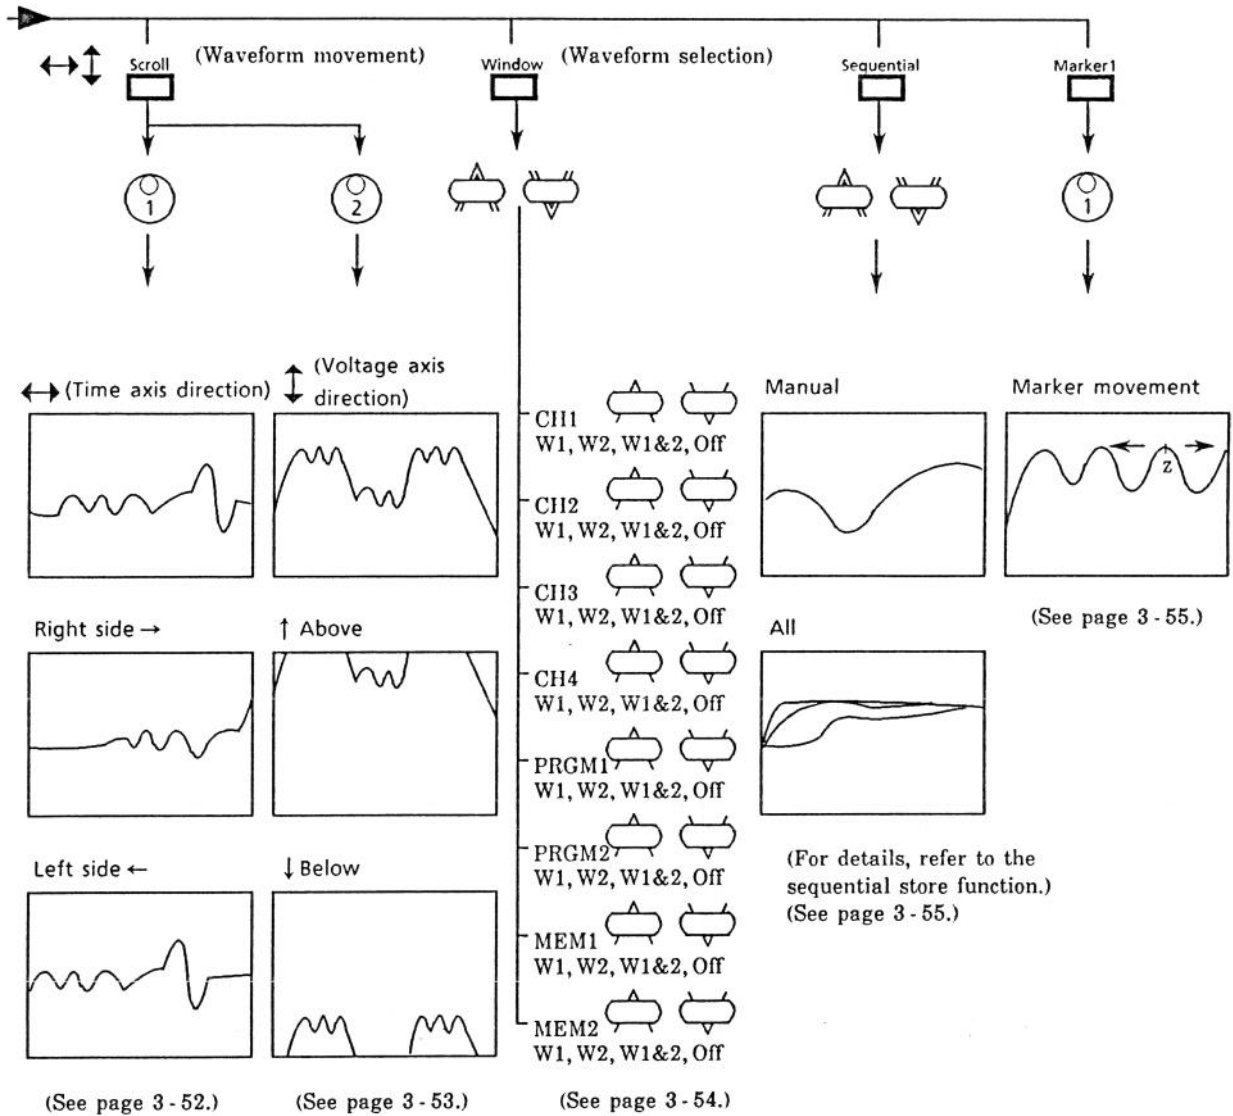 Scroll (Waveform movement) Window (Waveform selection) Sequential Marker1
1 2 1
↔ (Time axis direction)
↕ (Voltage axis
direction)
Right side →
↑ Above
Left side ←
↓ Below
(See page 3 - 52.)
(See page 3 - 53.)
CH1
W1, W2, W1&2, Off
CH2
W1, W2, W1&2, Off
CH3
W1, W2, W1&2, Off
CH4
W1, W2, W1&2, Off
PRGM1
W1, W2, W1&2, Off
PRGM2
W1, W2, W1&2, Off
MEM1
W1, W2, W1&2, Off
MEM2
W1, W2, W1&2, Off
(See page 3 - 54.)
Manual
All
(For details, refer to the
sequential store function.)
(See page 3 - 55.)
Marker movement
Z
(See page 3 - 55.)